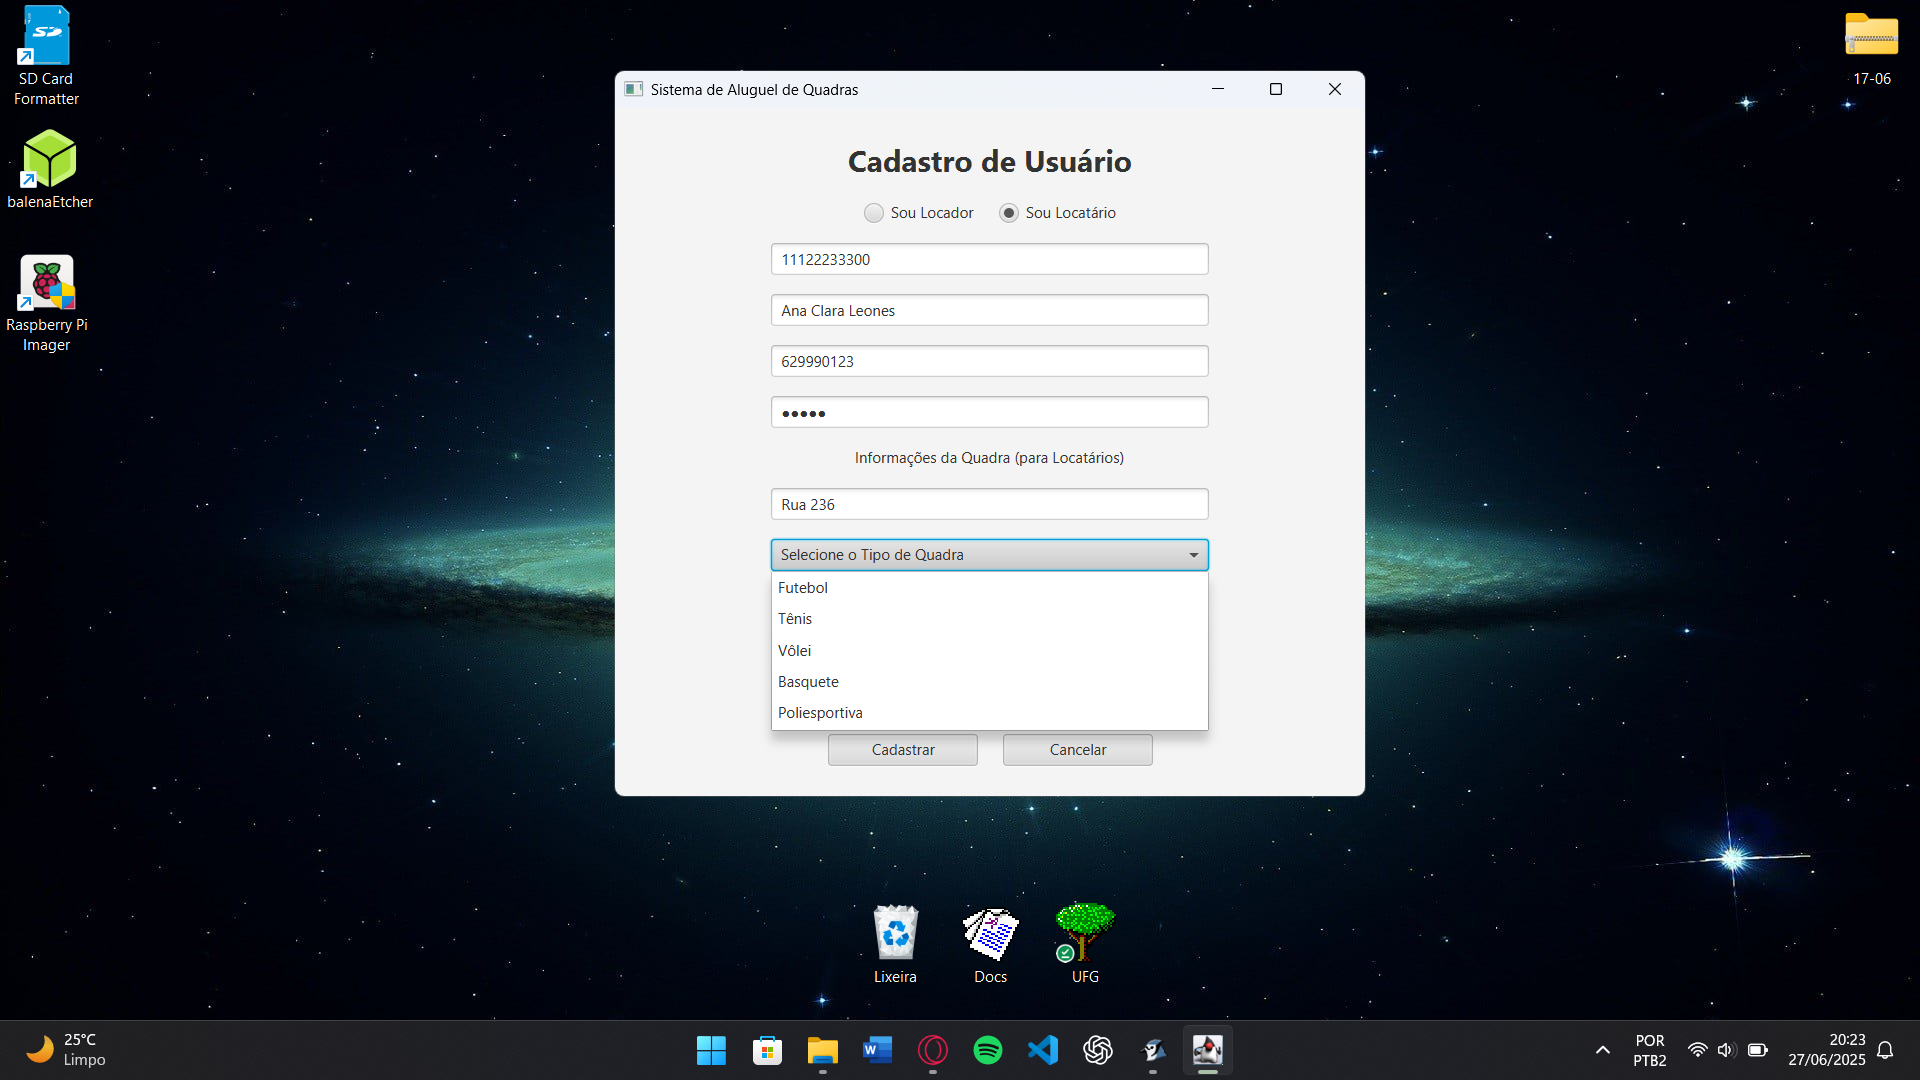 SD Card
Formatter
balenaEtcher
Raspberry Pi
Imager
17-06
Sistema de Aluguel de Quadras
Cadastro de Usuário
Sou Locador
Sou Locatário
11122233300
Ana Clara Leones
629990123
●●●●●
Informações da Quadra (para Locatários)
Rua 236
Selecione o Tipo de Quadra
Futebol
Tênis
Vôlei
Basquete
Poliesportiva
Cadastrar
Cancelar
Lixeira
Docs
UFG
25°C
Limpo
POR
PTB2
20:23
27/06/2025